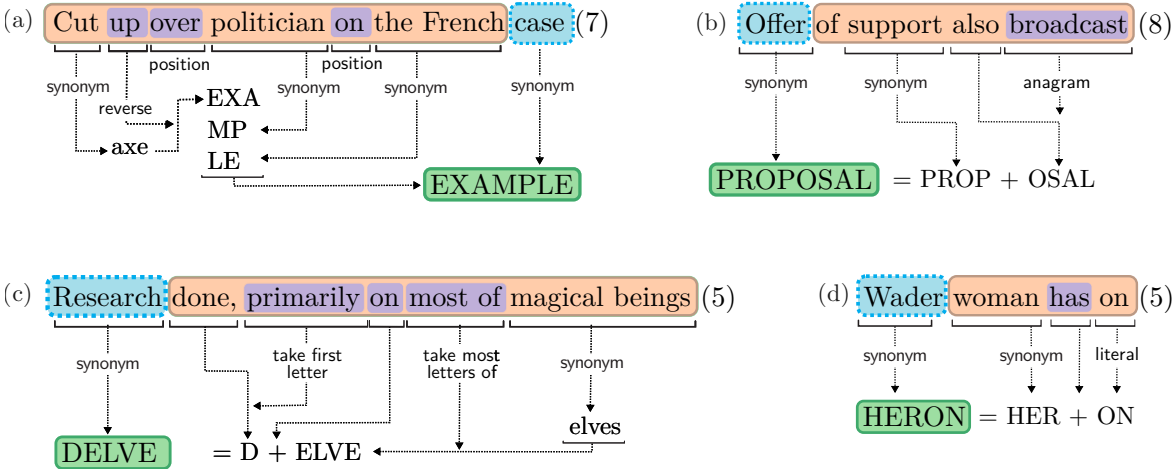 (a) Cut up over politician on the French case (7)
position position
synonym synonym synonym synonym
reverse
EXA
MP
axe
LE
EXAMPLE
(b) Offer of support also broadcast (8)
synonym synonym anagram
PROPOSAL = PROP + OSAL
(c) Research done, primarily on most of magical beings (5)
synonym take first letter take most letters of synonym
elves
DELVE = D + ELVE
(d) Wader woman has on (5)
synonym synonym literal
HERON = HER + ON